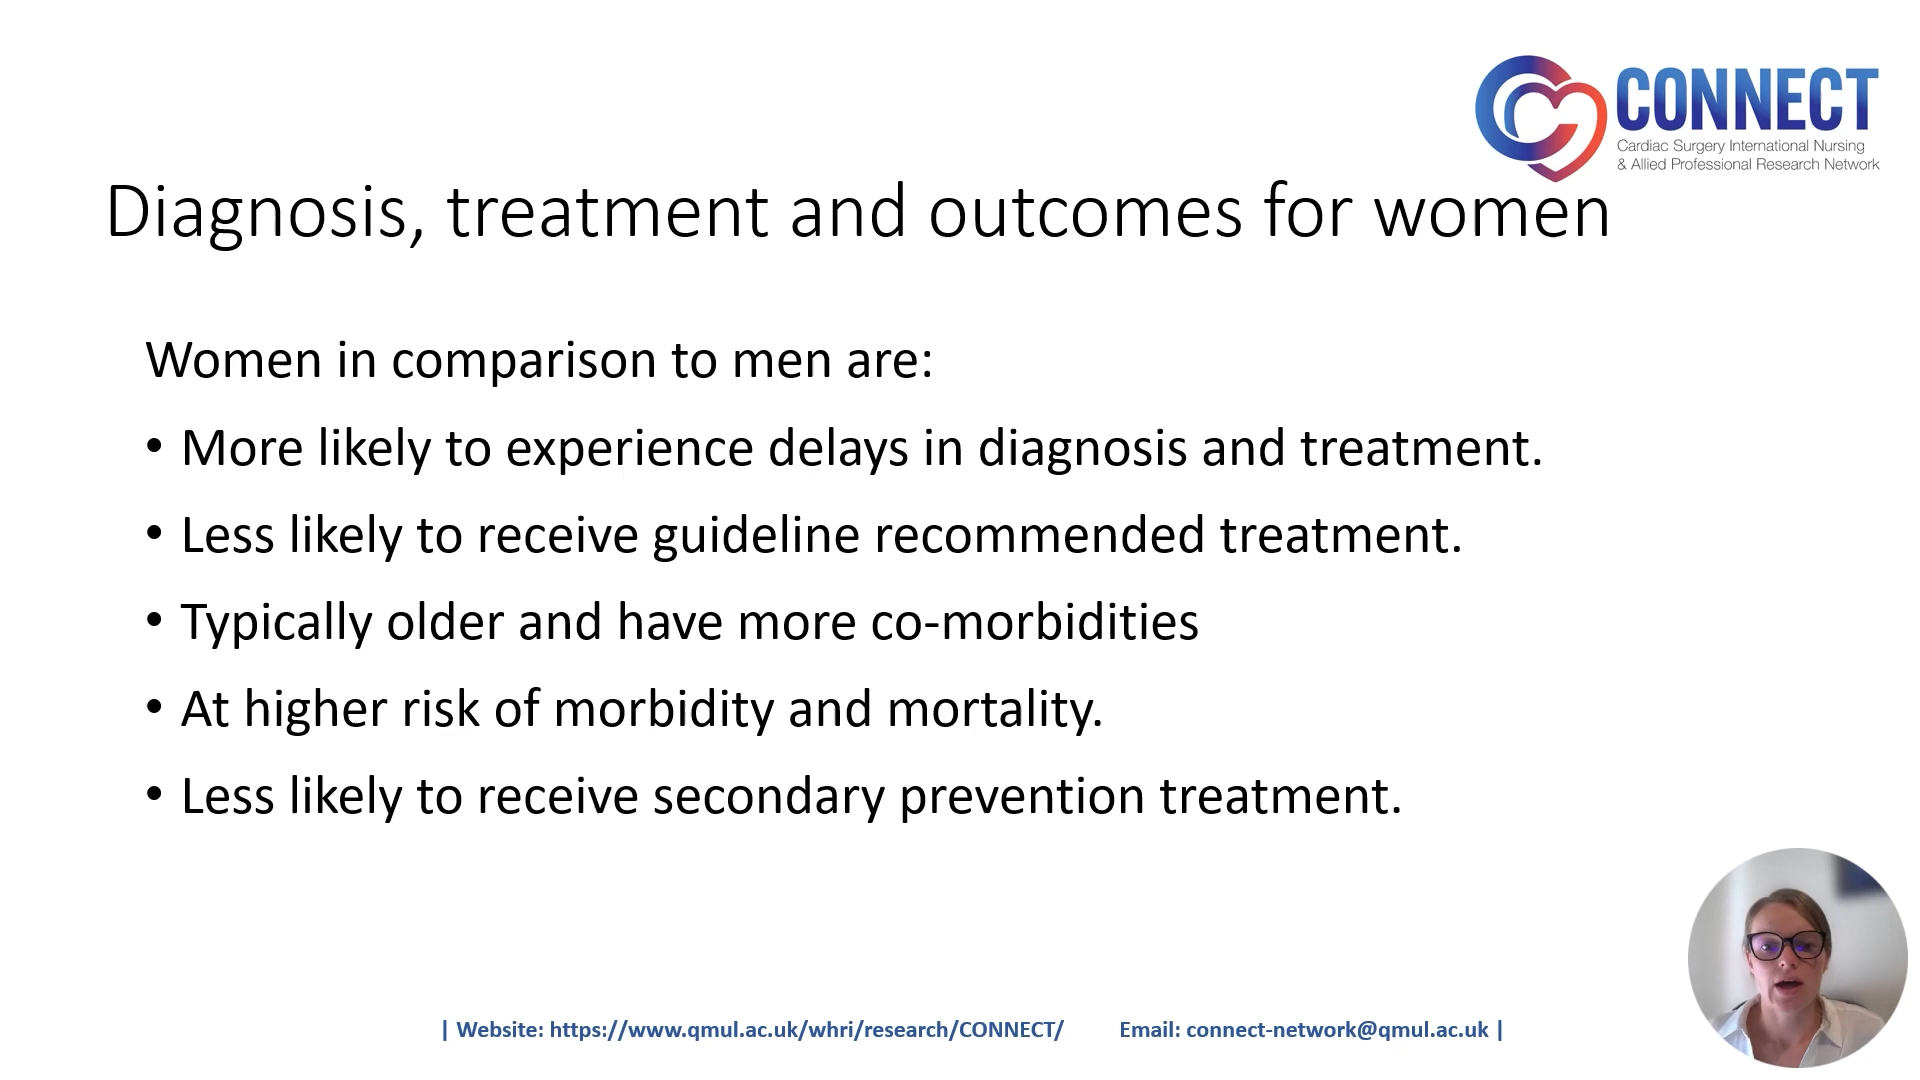 CONNECT
Cardiac Surgery International Nursing
& Allied Professional Research Network
Diagnosis, treatment and outcomes for women
Women in comparison to men are:
• More likely to experience delays in diagnosis and treatment.
• Less likely to receive guideline recommended treatment.
• Typically older and have more co-morbidities
• At higher risk of morbidity and mortality.
• Less likely to receive secondary prevention treatment.
| Website: https://www.qmul.ac.uk/whri/research/CONNECT/ Email: connect-network@qmul.ac.uk |